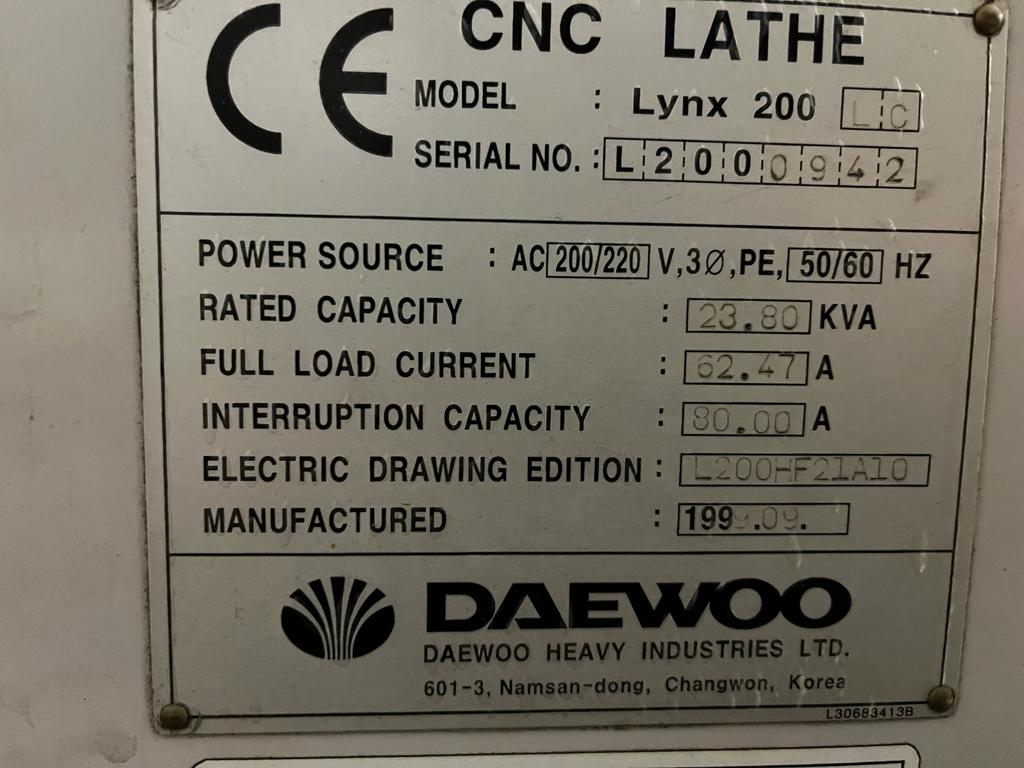 CE CNC LATHE
MODEL : Lynx 200 LC
SERIAL NO. : L2000942
POWER SOURCE : AC 200/220 V,3Ø,PE, 50/60 HZ
RATED CAPACITY : 23.80 KVA
FULL LOAD CURRENT : 62.47 A
INTERRUPTION CAPACITY : 80.00 A
ELECTRIC DRAWING EDITION : L200HF21A10
MANUFACTURED : 1999.09.
DAEWOO
DAEWOO HEAVY INDUSTRIES LTD.
601-3, Namsan-dong, Changwon, Korea
L30683413B